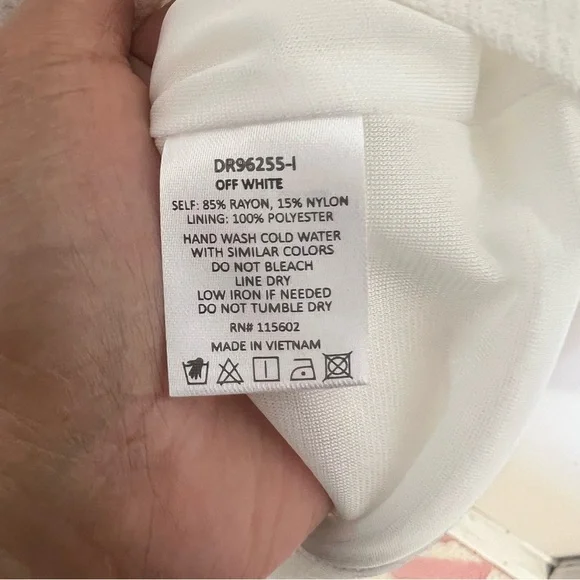 DR96255-I
OFF WHITE
SELF: 85% RAYON, 15% NYLON
LINING: 100% POLYESTER
HAND WASH COLD WATER
WITH SIMILAR COLORS
DO NOT BLEACH
LINE DRY
LOW IRON IF NEEDED
DO NOT TUMBLE DRY
RN# 115602
MADE IN VIETNAM